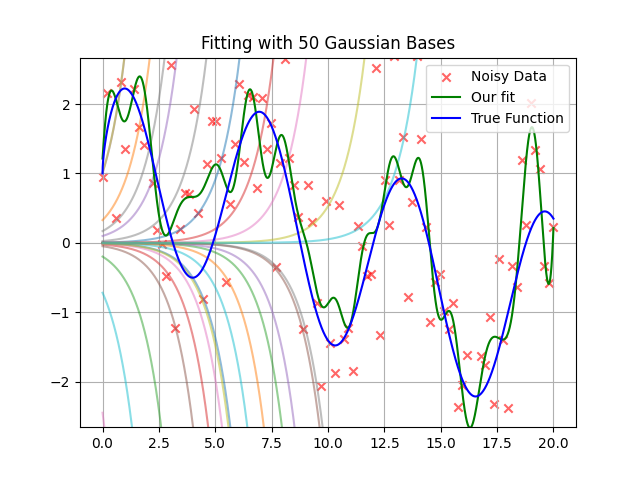 Fitting with 50 Gaussian Bases
Noisy Data
Our fit
True Function
2
1
0
−1
−2
0.0 2.5 5.0 7.5 10.0 12.5 15.0 17.5 20.0